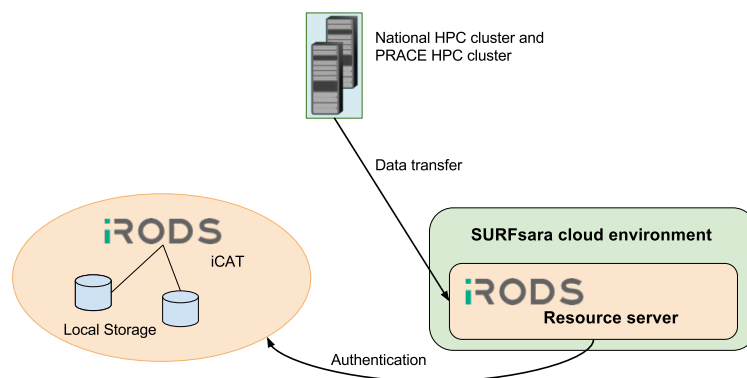 National HPC cluster and
PRACE HPC cluster
Data transfer
iRODS
iCAT
Local Storage
SURFsara cloud environment
iRODS
Resource server
Authentication